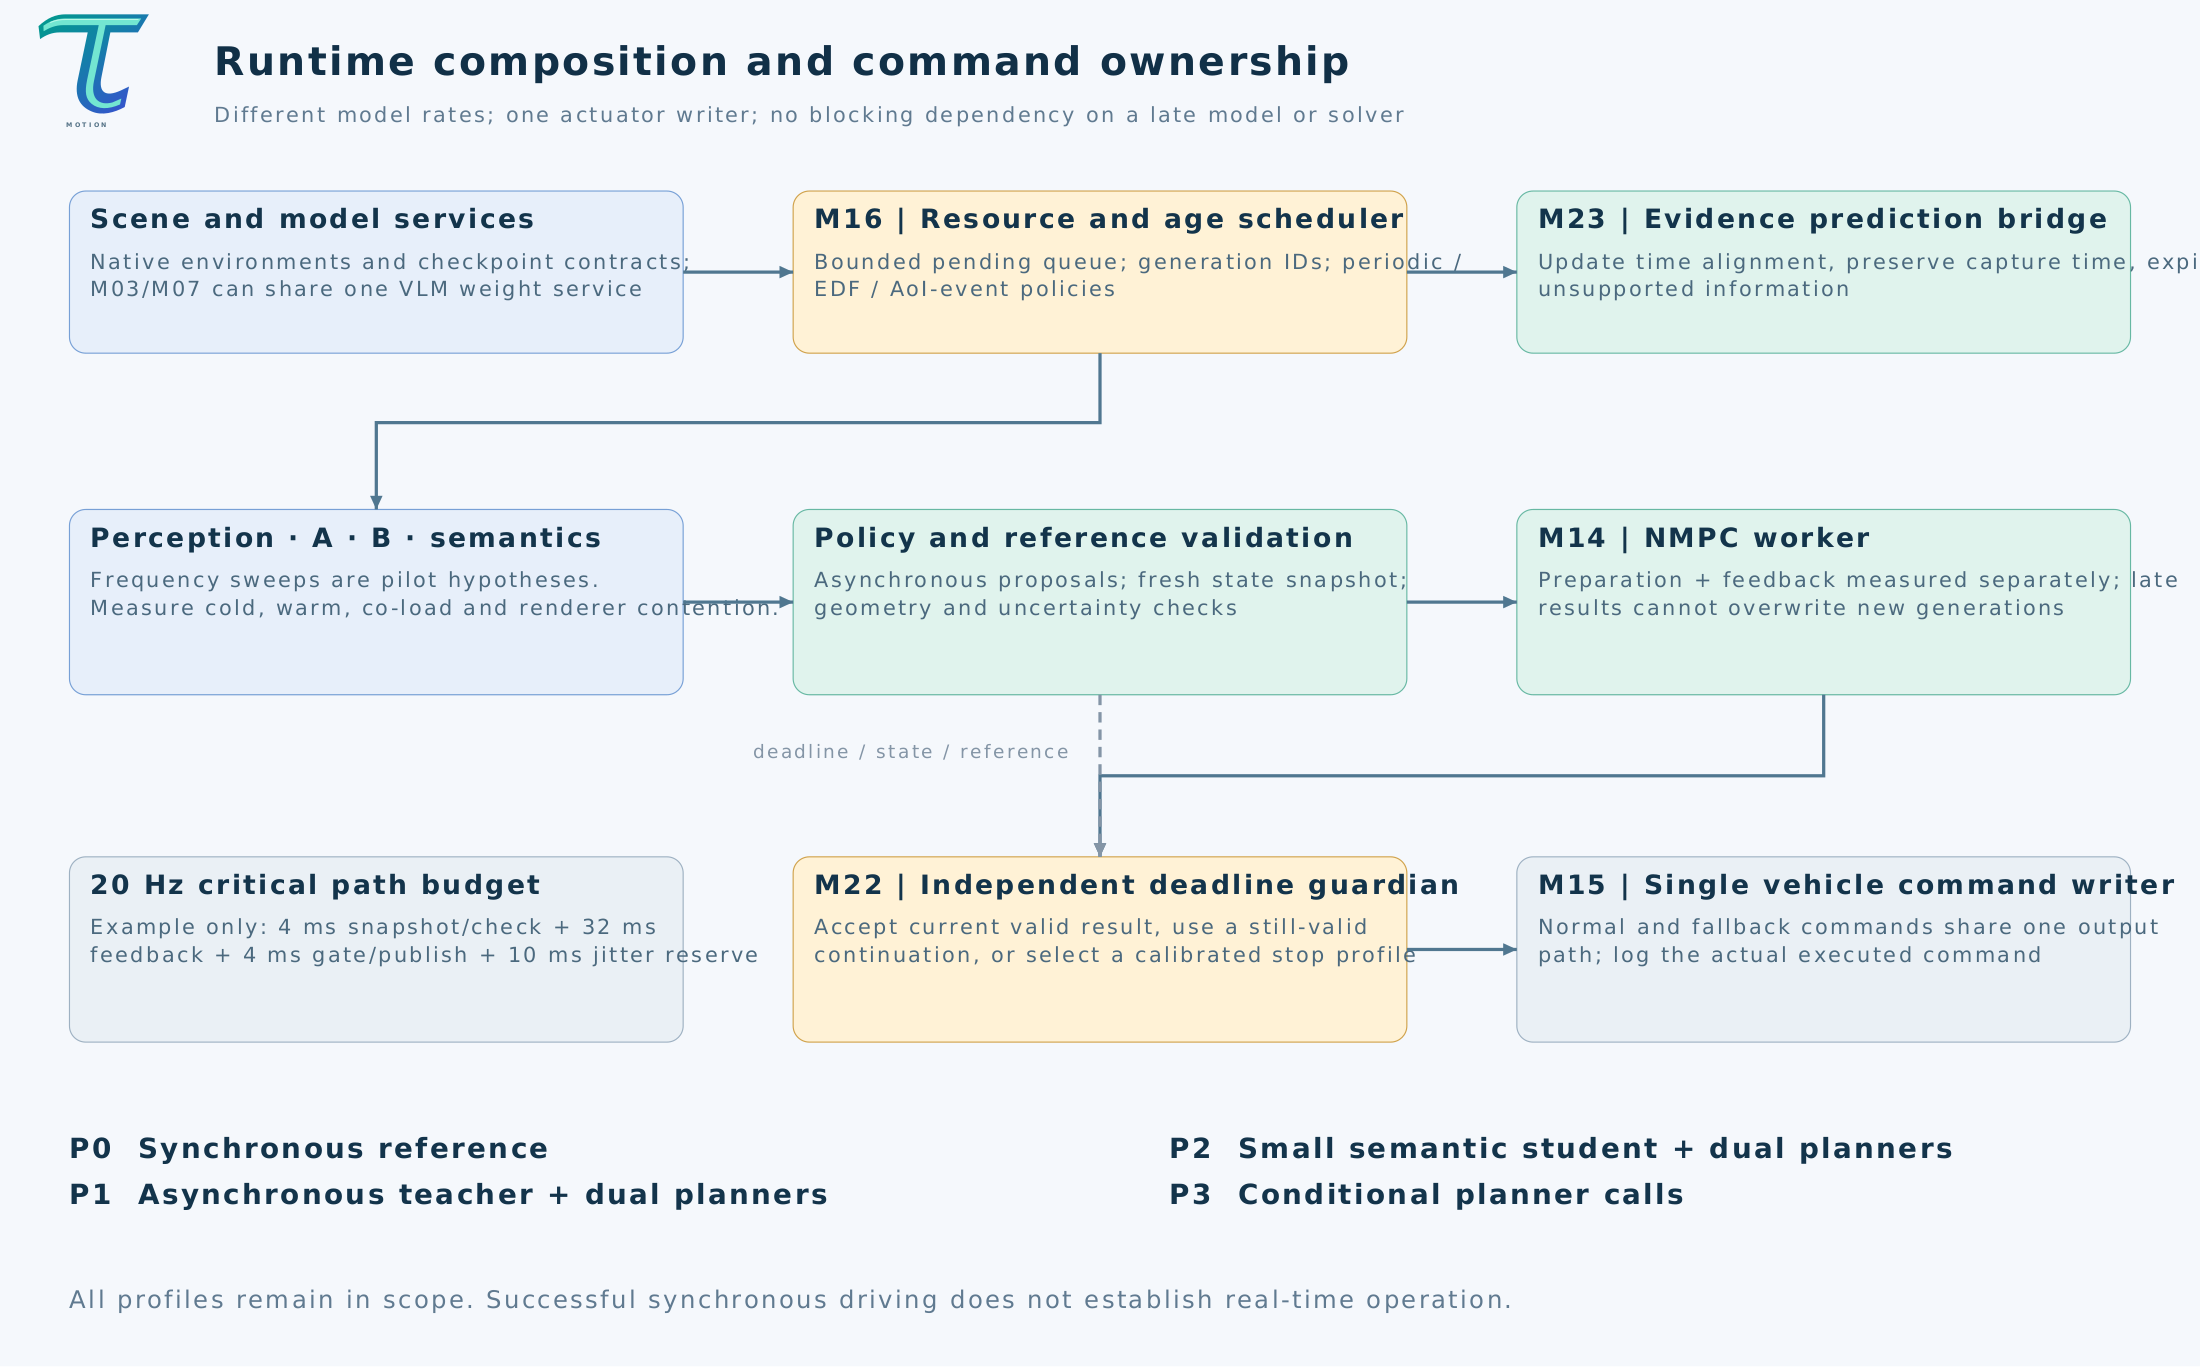 MOTION
Runtime composition and command ownership
Different model rates; one actuator writer; no blocking dependency on a late model or solver
Scene and model services
Native environments and checkpoint contracts;
M03/M07 can share one VLM weight service
M16 | Resource and age scheduler
Bounded pending queue; generation IDs; periodic /
EDF / AoI-event policies
M23 | Evidence prediction bridge
Update time alignment, preserve capture time,
unsupported information
Perception · A · B · semantics
Frequency sweeps are pilot hypotheses.
Measure cold, warm, co-load and renderer contention.
Policy and reference validation
Asynchronous proposals; fresh state snapshot;
geometry and uncertainty checks
M14 | NMPC worker
Preparation + feedback measured separately; late
results cannot overwrite new generations
deadline / state / reference
20 Hz critical path budget
Example only: 4 ms snapshot/check + 32 ms
feedback + 4 ms gate/publish + 10 ms jitter reserve
M22 | Independent deadline guardian
Accept current valid result, use a still-valid
continuation, or select a calibrated stop profile
M15 | Single vehicle command writer
Normal and fallback commands share one output
path; log the actual executed command
P0 Synchronous reference
P1 Asynchronous teacher + dual planners
P2 Small semantic student + dual planners
P3 Conditional planner calls
All profiles remain in scope. Successful synchronous driving does not establish real-time operation.